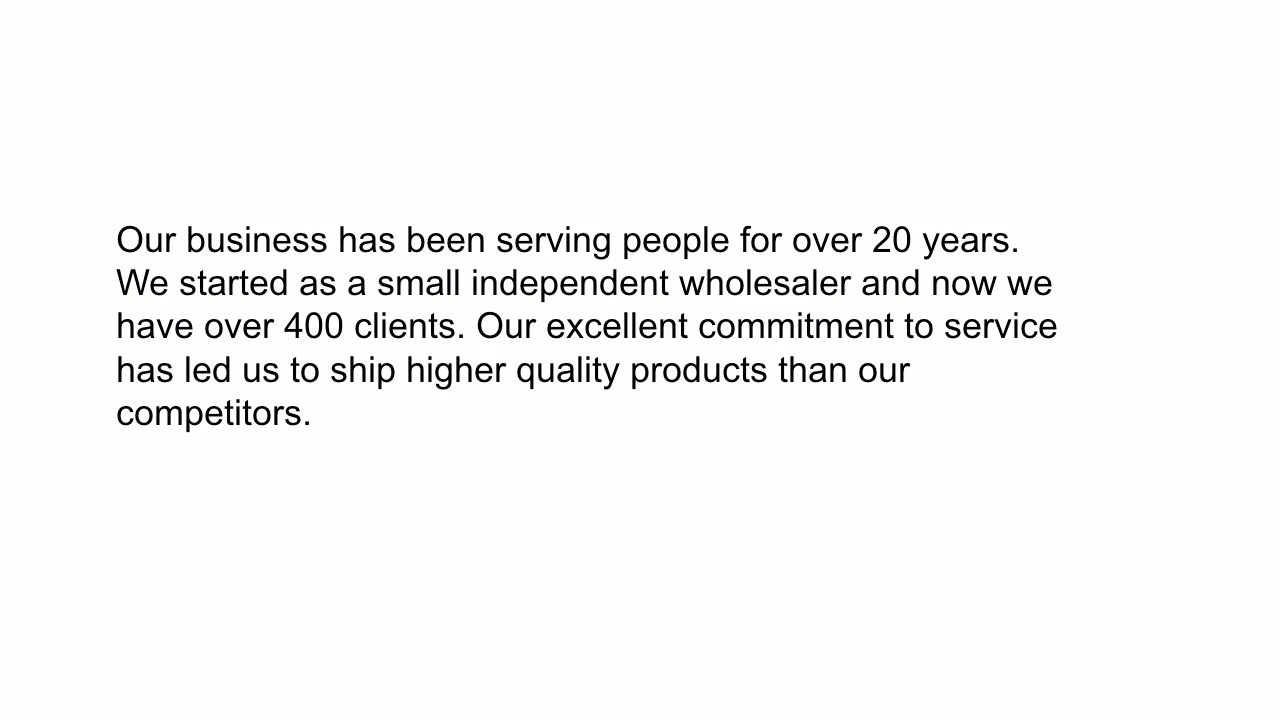 Our business has been serving people for over 20 years.
We started as a small independent wholesaler and now we
have over 400 clients. Our excellent commitment to service
has led us to ship higher quality products than our
competitors.